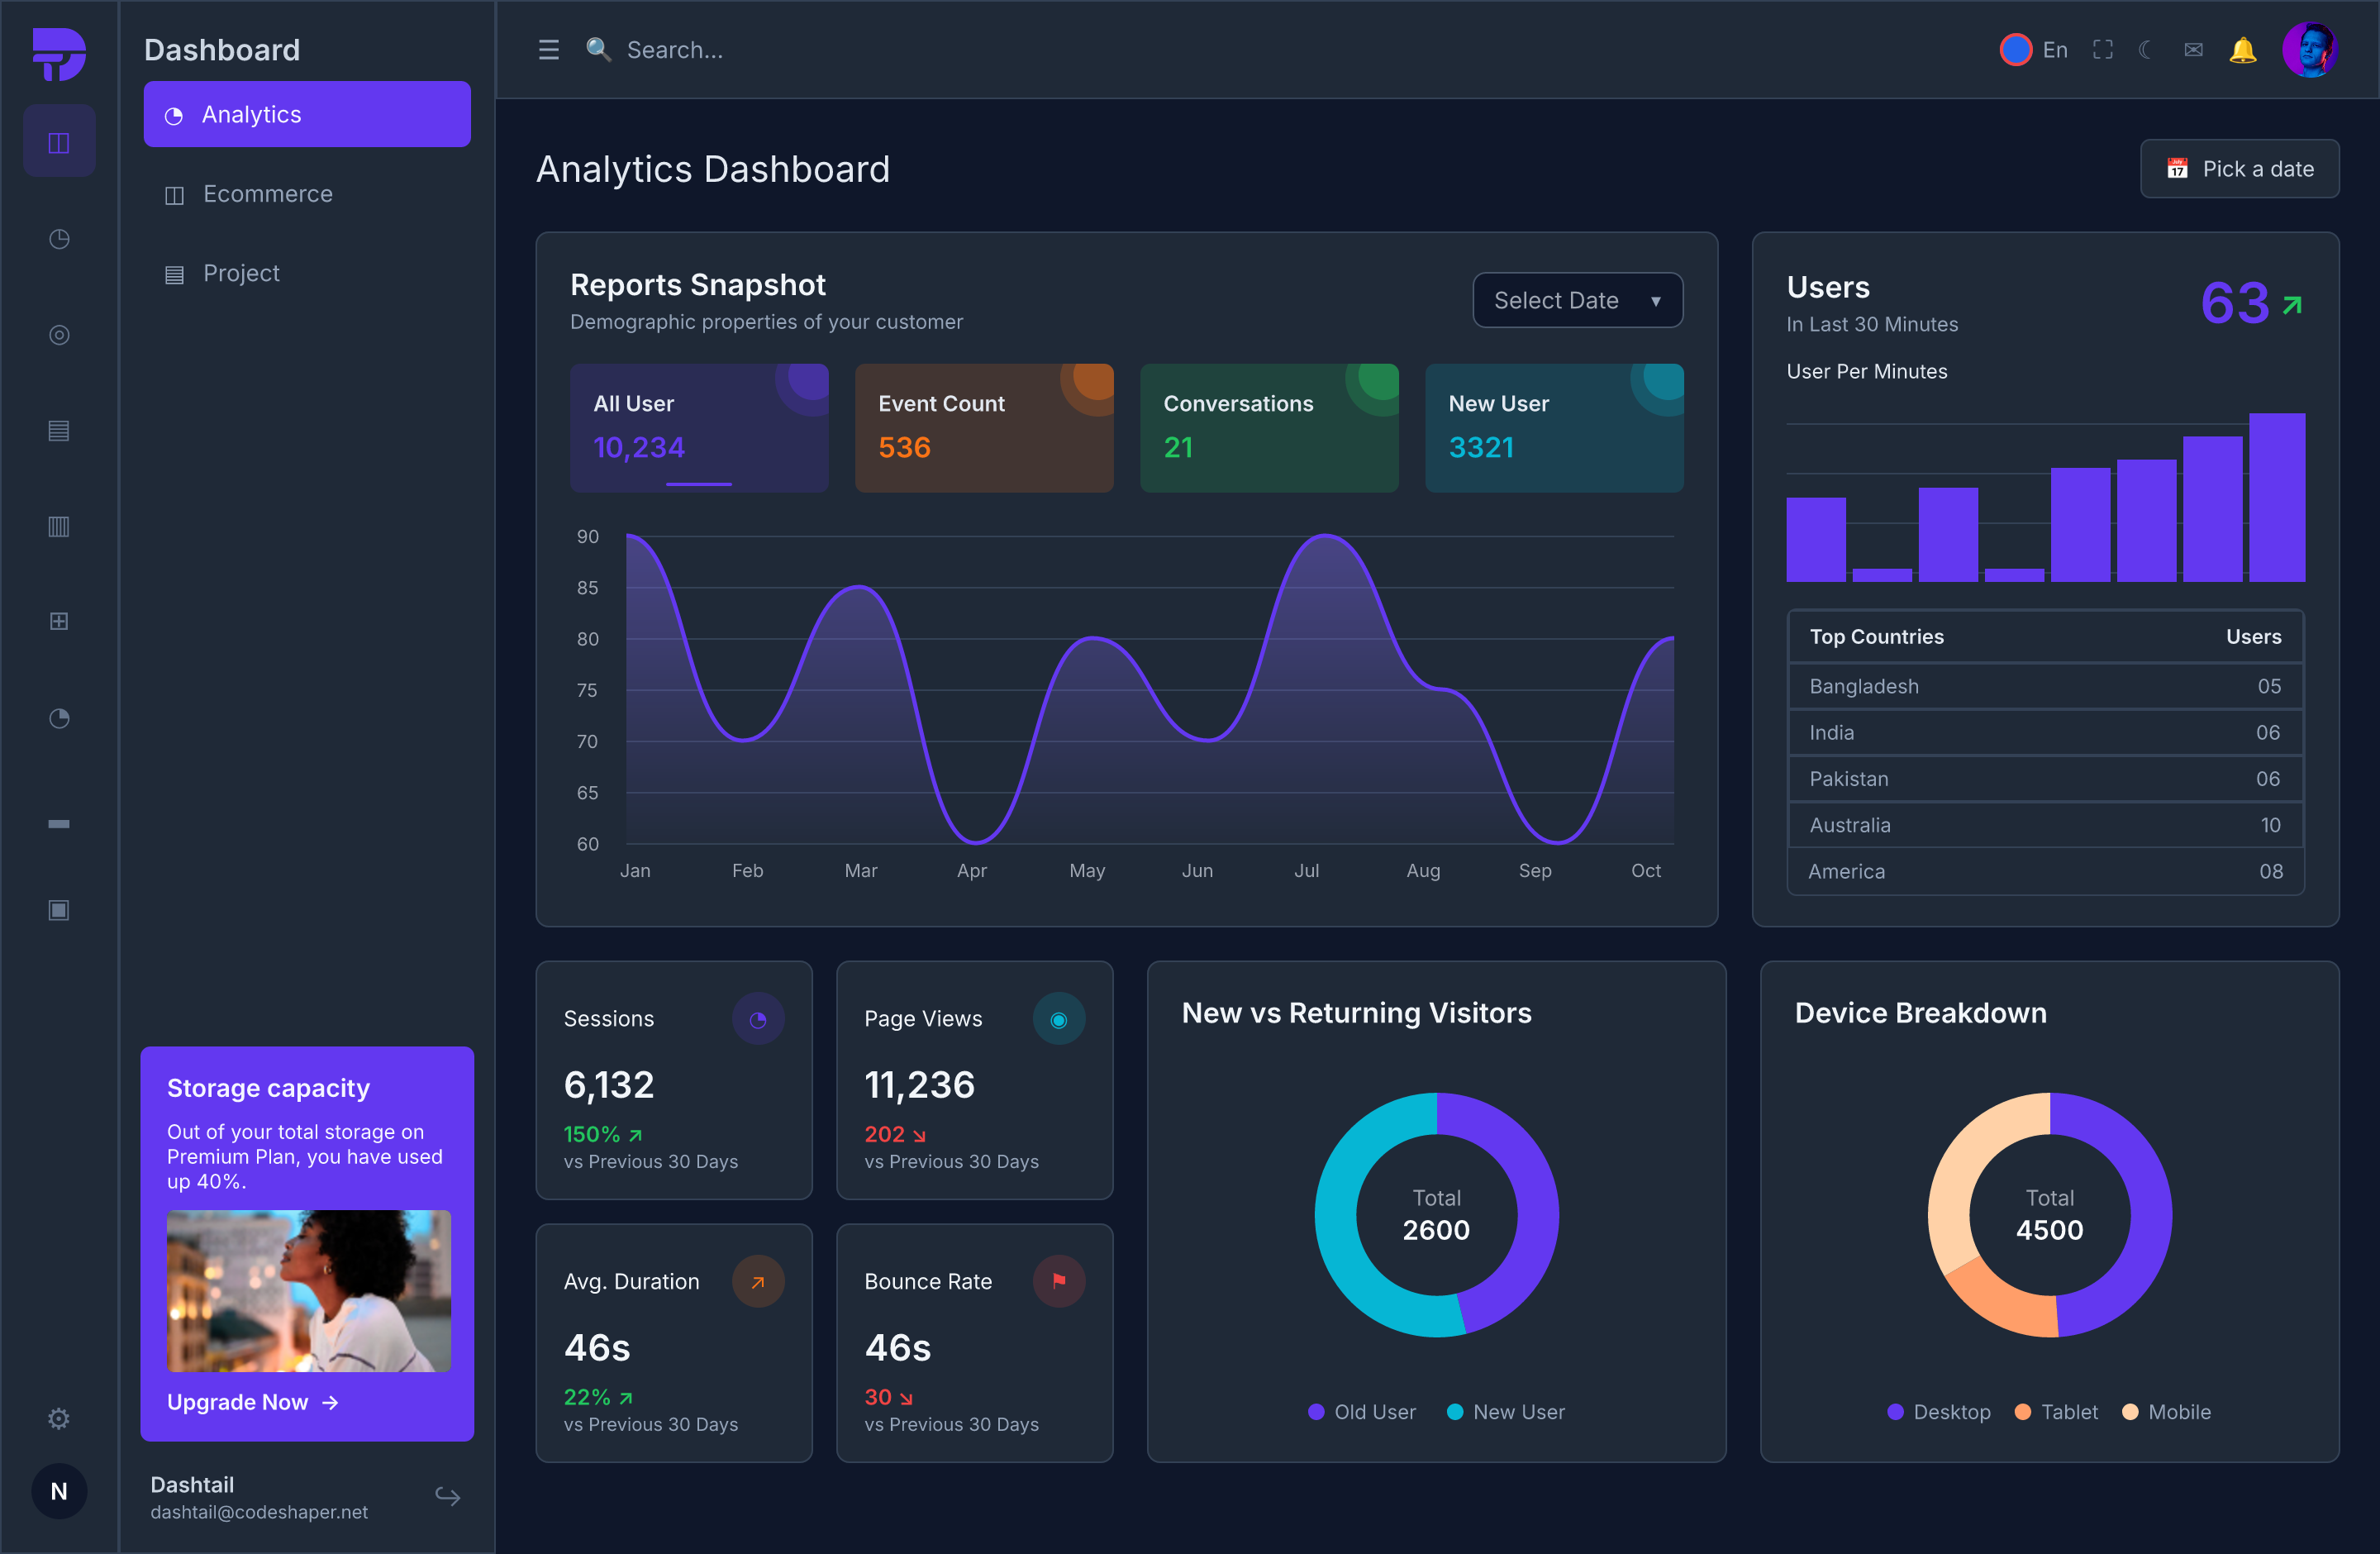 Dashboard
Analytics
Ecommerce
Project
Storage capacity
Out of your total storage on
Premium Plan, you have used
up 40%.
Upgrade Now →
N
Dashtail
dashtail@codeshaper.net
Search...
En
Analytics Dashboard
Pick a date
Reports Snapshot
Demographic properties of your customer
Select Date
All User
10,234
Event Count
536
Conversations
21
New User
3321
90
85
80
75
70
65
60
Jan Feb Mar Apr May Jun Jul Aug Sep Oct
Users
In Last 30 Minutes
63
User Per Minutes
Top Countries Users
Bangladesh 05
India 06
Pakistan 06
Australia 10
America 08
Sessions
6,132
150%
vs Previous 30 Days
Page Views
11,236
202
vs Previous 30 Days
Avg. Duration
46s
22%
vs Previous 30 Days
Bounce Rate
46s
30
vs Previous 30 Days
New vs Returning Visitors
Total
2600
Old User New User
Device Breakdown
Total
4500
Desktop Tablet Mobile